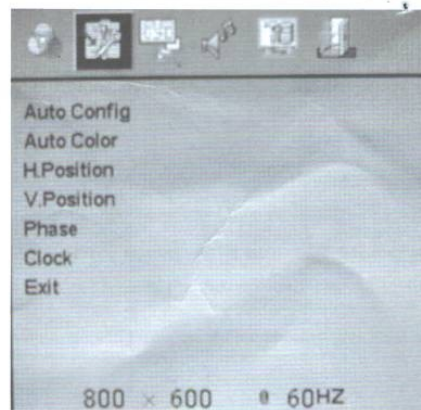 Auto Config
Auto Color
H.Position
V.Position
Phase
Clock
Exit
800 × 600 @ 60HZ